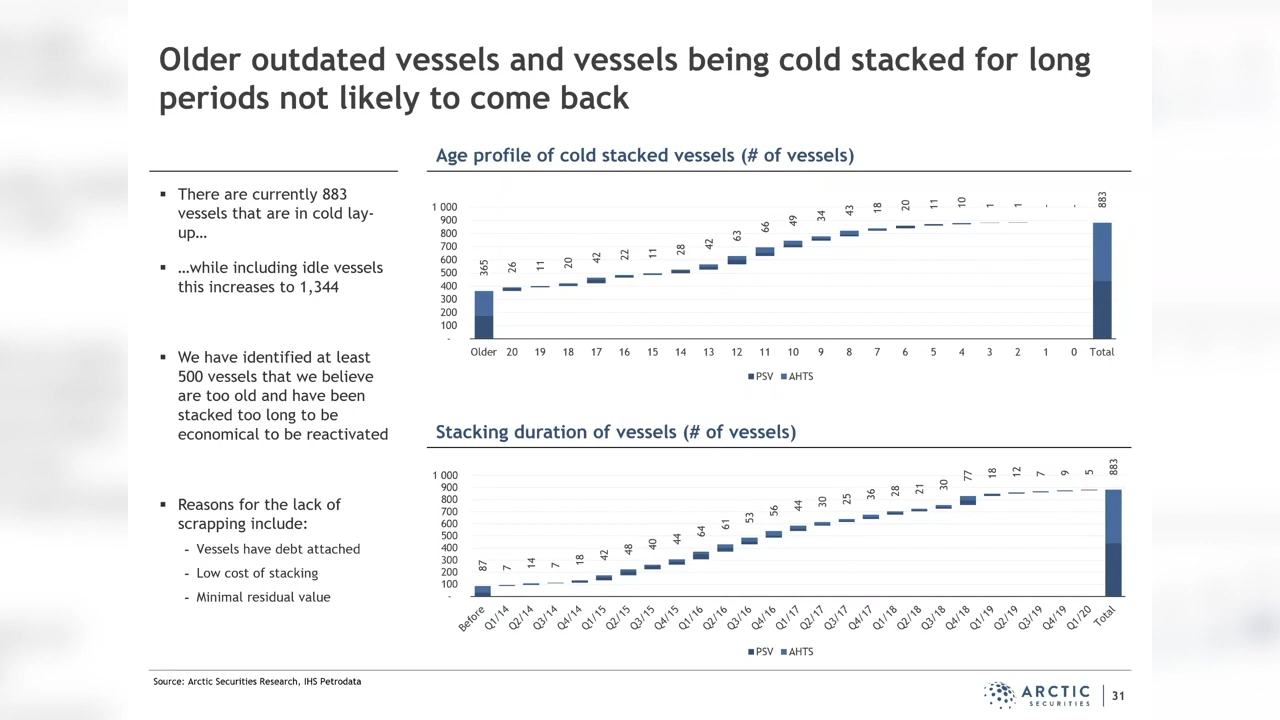 Older outdated vessels and vessels being cold stacked for long
periods not likely to come back
▪ There are currently 883
vessels that are in cold lay-
up…
▪ …while including idle vessels
this increases to 1,344
▪ We have identified at least
500 vessels that we believe
are too old and have been
stacked too long to be
economical to be reactivated
▪ Reasons for the lack of
scrapping include:
- Vessels have debt attached
- Low cost of stacking
- Minimal residual value
Age profile of cold stacked vessels (# of vessels)
1 000
900
800
700
600
500
400
300
200
100
-
365 26 11 20 42 22 11 28 42 63 66 49 34 43 18 20 11 10 1 1 - - 883
Older 20 19 18 17 16 15 14 13 12 11 10 9 8 7 6 5 4 3 2 1 0 Total
PSV AHTS
Stacking duration of vessels (# of vessels)
1 000
900
800
700
600
500
400
300
200
100
-
87 7 14 7 18 42 48 40 44 64 61 53 56 44 30 25 36 28 21 30 77 18 12 7 9 5 883
Before Q1/14 Q2/14 Q3/14 Q4/14 Q1/15 Q2/15 Q3/15 Q4/15 Q1/16 Q2/16 Q3/16 Q4/16 Q1/17 Q2/17 Q3/17 Q4/17 Q1/18 Q2/18 Q3/18 Q4/18 Q1/19 Q2/19 Q3/19 Q4/19 Q1/20 Total
PSV AHTS
Source: Arctic Securities Research, IHS Petrodata
ARCTIC
SECURITIES
31